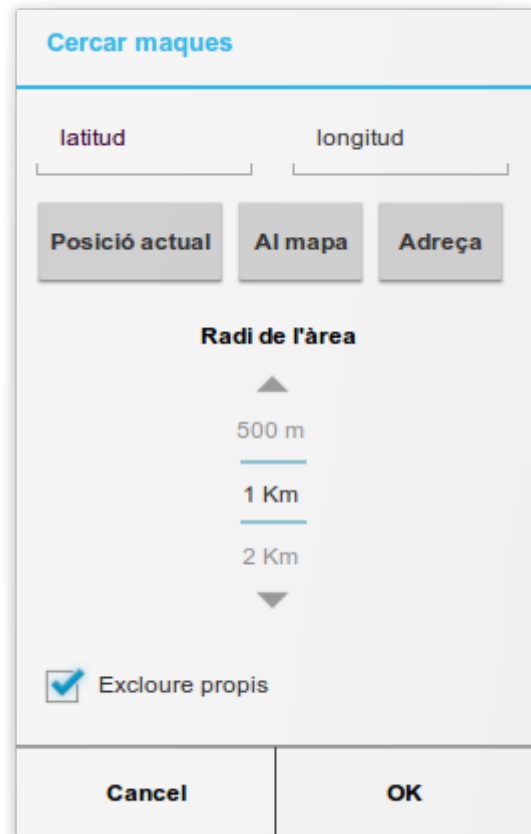 Cercar maques
latitud longitud
Posició actual Al mapa Adreça
Radi de l'àrea
500 m
1 Km
2 Km
Excloure propis
Cancel OK